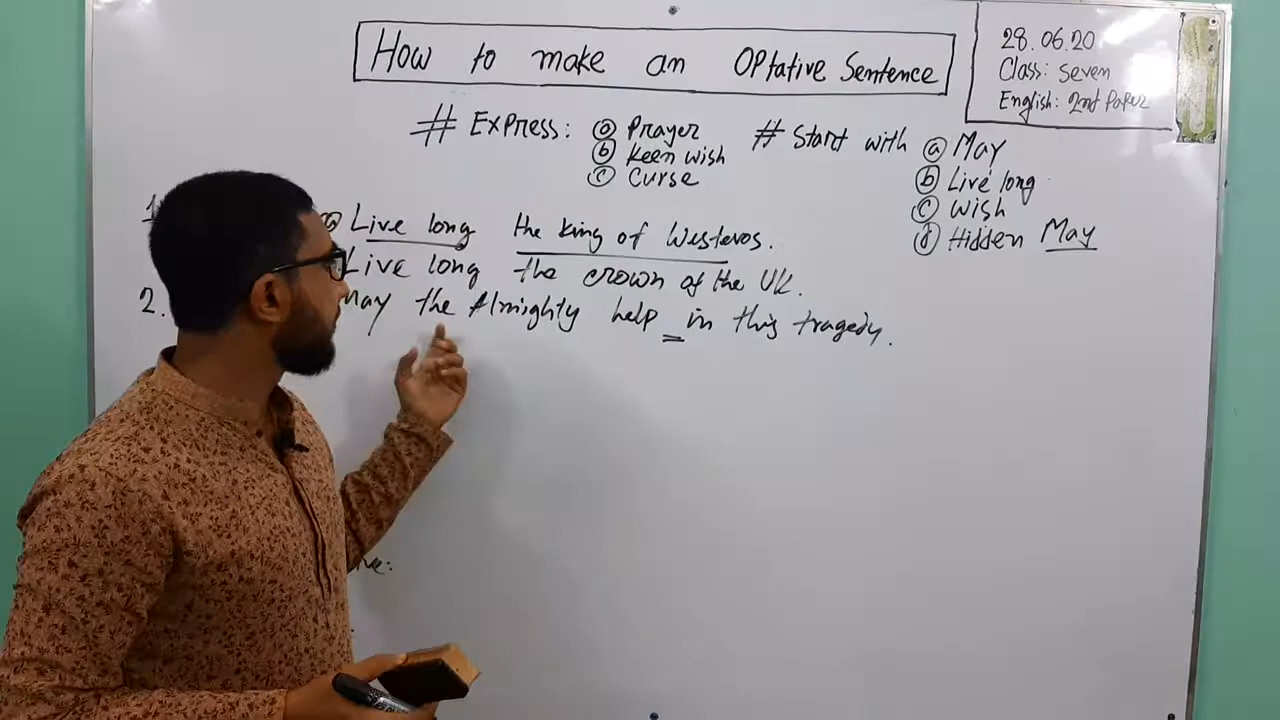 How to make an Optative Sentence
28.06.20
Class: Seven
English: 2nd Paper
# Express: (a) Prayer
(b) Keen wish
(c) Curse
# Start with (a) May
(b) Live long
(c) Wish
(d) Hidden May
1. (a) Live long the king of Westeros.
Live long the crown of the UK.
2. May the Almighty help in this tragedy.
ve: